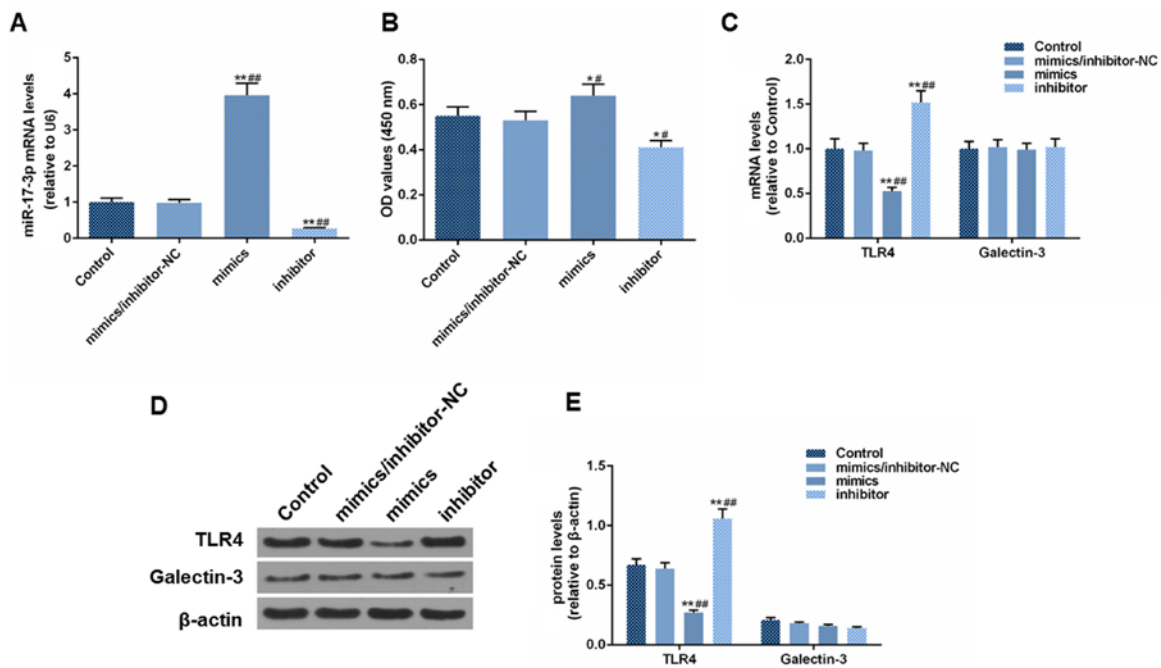 A
miR-17-3p mRNA levels
(relative to U6)
5
4
3
2
1
0
**##
**##
Control
mimics/inhibitor-NC
mimics
inhibitor
B
OD values (450 nm)
0.8
0.6
0.4
0.2
0.0
*#
*#
Control
mimics/inhibitor-NC
mimics
inhibitor
C
Control
mimics/inhibitor-NC
mimics
inhibitor
mRNA levels
(relative to Control)
2.0
1.5
1.0
0.5
0.0
**##
**##
TLR4
Galectin-3
D
Control
mimics/inhibitor-NC
mimics
inhibitor
TLR4
Galectin-3
β-actin
E
Control
mimics/inhibitor-NC
mimics
inhibitor
protein levels
(relative to β-actin)
1.5
1.0
0.5
0.0
**##
**##
TLR4
Galectin-3